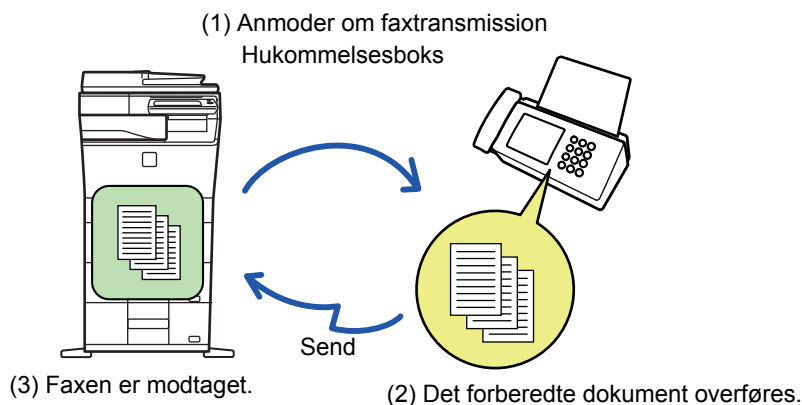 (1) Anmoder om faxtransmission
Hukommelsesboks
Send
(3) Faxen er modtaget.
(2) Det forberedte dokument overføres.